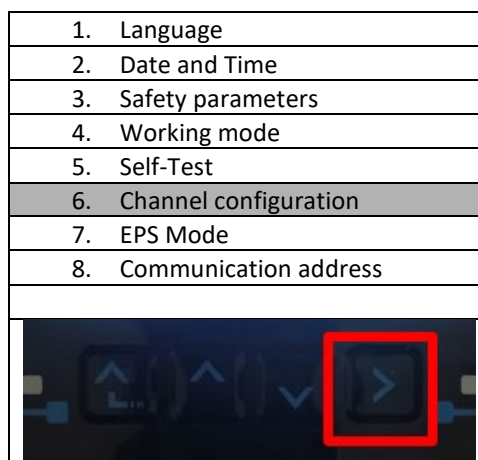 1. Language
2. Date and Time
3. Safety parameters
4. Working mode
5. Self-Test
6. Channel configuration
7. EPS Mode
8. Communication address